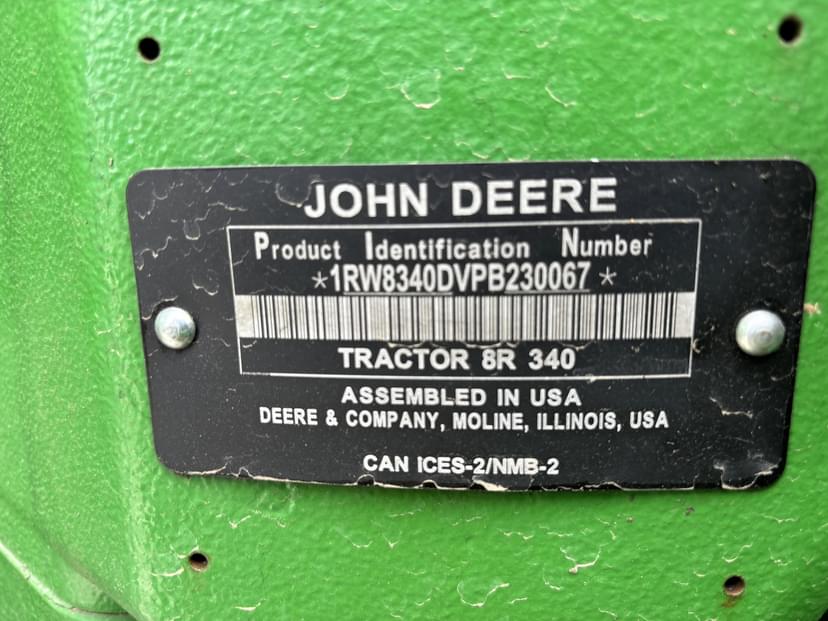 JOHN DEERE
Product Identification Number
*1RW8340DVPB230067*
TRACTOR 8R 340
ASSEMBLED IN USA
DEERE & COMPANY, MOLINE, ILLINOIS, USA
CAN ICES-2/NMB-2